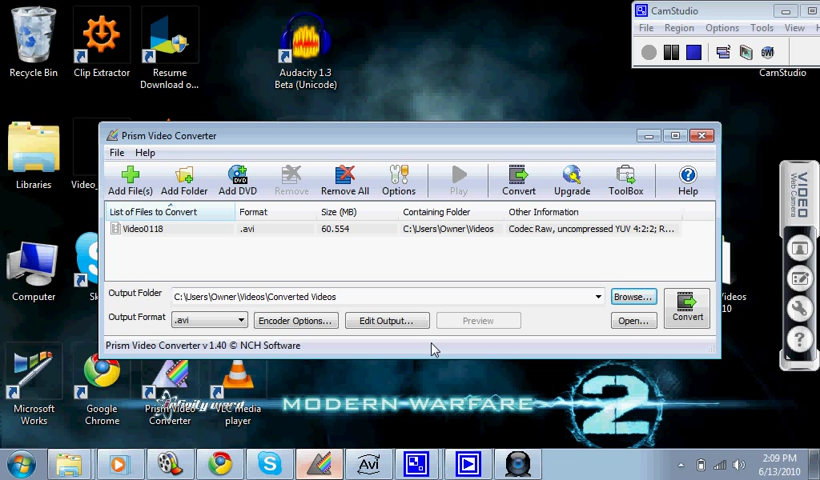 Recycle Bin
Clip Extractor
Resume
Download o...
Audacity 1.3
Beta (Unicode)
CamStudio
File Region Options Tools View
CamStudio
Libraries
Video_
Computer
Sk
Videos
10
Prism Video Converter
File Help
Add File(s) Add Folder Add DVD Remove Remove All Options Play Convert Upgrade ToolBox Help
List of Files to Convert Format Size (MB) Containing Folder Other Information
Video0118 .avi 60.554 C:\Users\Owner\Videos Codec Raw, uncompressed YUV 4:2:2; R...
Output Folder C:\Users\Owner\Videos\Converted Videos Browse...
Convert
Output Format .avi Encoder Options... Edit Output... Preview Open...
Prism Video Converter v 1.40 © NCH Software
VIDEO
Web Camera
Microsoft
Works
Google
Chrome
Prism Video
Converter
VLC media
player
Infinity Ward
MODERN WARFARE
2
Avi
2:09 PM
6/13/2010